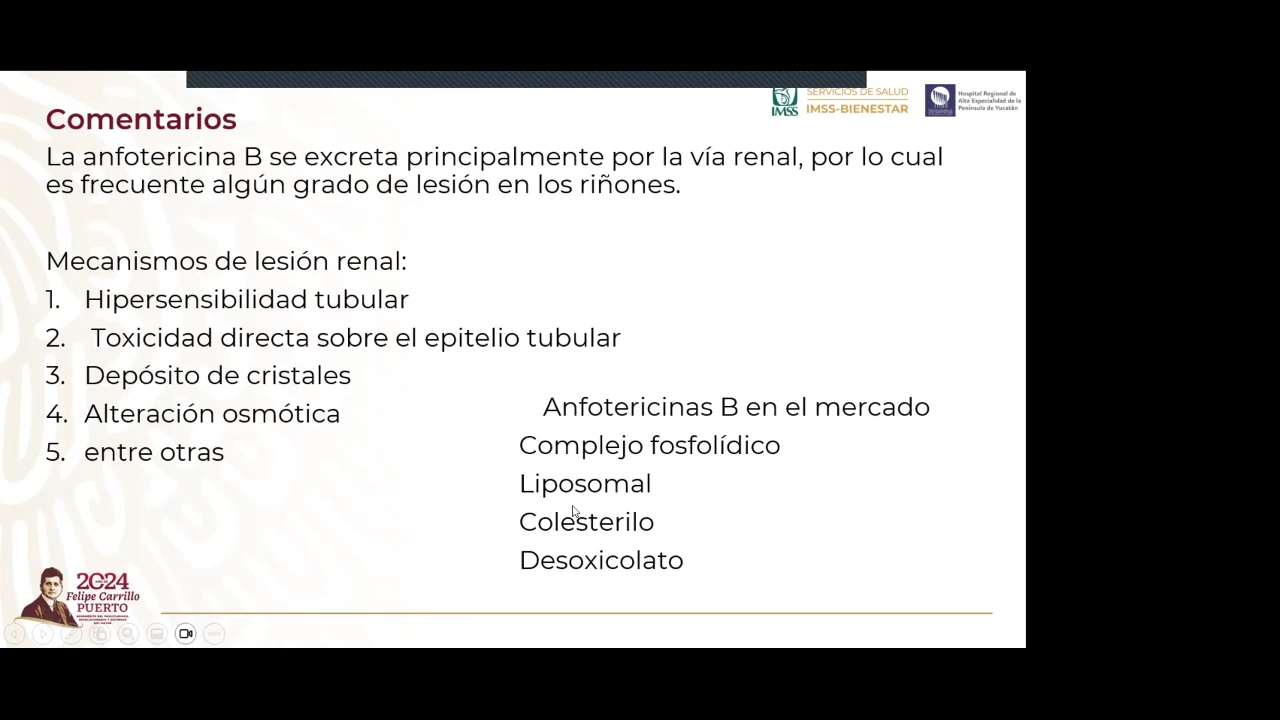 SERVICIOS DE SALUD
IMSS
IMSS-BIENESTAR
Hospital Regional de
Alta Especialidad de la
Península de Yucatán
Comentarios
La anfotericina B se excreta principalmente por la vía renal, por lo cual
es frecuente algún grado de lesión en los riñones.
Mecanismos de lesión renal:
1. Hipersensibilidad tubular
2. Toxicidad directa sobre el epitelio tubular
3. Depósito de cristales
4. Alteración osmótica
5. entre otras
Anfotericinas B en el mercado
Complejo fosfolídico
Liposomal
Colesterilo
Desoxicolato
2024
Felipe Carrillo
PUERTO